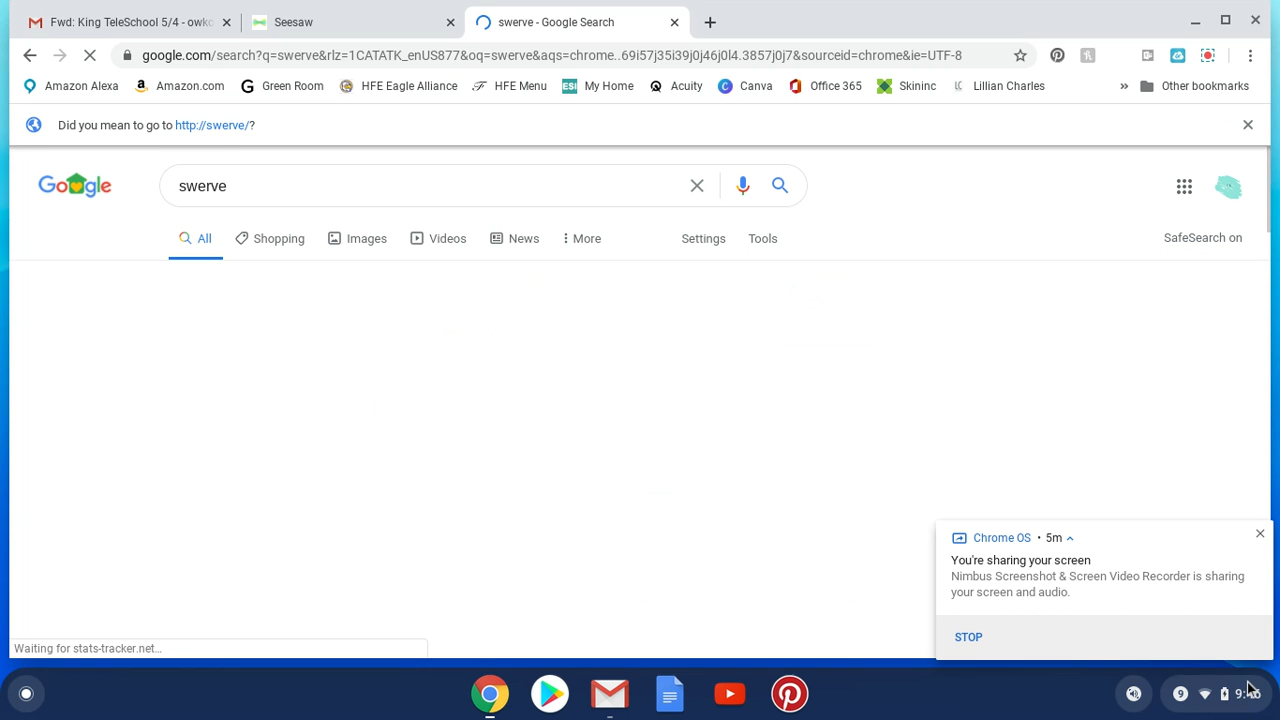 Fwd: King TeleSchool 5/4 - owko
Seesaw
swerve - Google Search
google.com/search?q=swerve&rlz=1CATATK_enUS877&oq=swerve&aqs=chrome..69i57j35i39j0j46j0l4.3857j0j7&sourceid=chrome&ie=UTF-8
Amazon Alexa
Amazon.com
Green Room
HFE Eagle Alliance
HFE Menu
ESI My Home
Acuity
Canva
Office 365
Skininc
LC Lillian Charles
»
Other bookmarks
Did you mean to go to http://swerve/?
Google
swerve
All
Shopping
Images
Videos
News
More
Settings
Tools
SafeSearch on
Chrome OS • 5m
You're sharing your screen
Nimbus Screenshot & Screen Video Recorder is sharing
your screen and audio.
STOP
Waiting for stats-tracker.net…
9